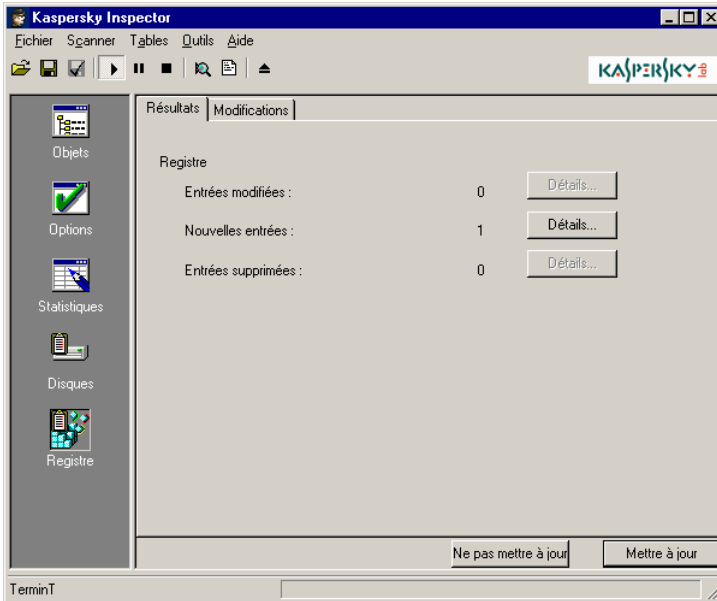 Kaspersky Inspector
Fichier Scanner Tables Outils Aide
KASPERSKY lab
Objets
Options
Statistiques
Disques
Registre
Résultats Modifications
Registre
Entrées modifiées : 0 Détails...
Nouvelles entrées : 1 Détails...
Entrées supprimées : 0 Détails...
Ne pas mettre à jour Mettre à jour
TerminT